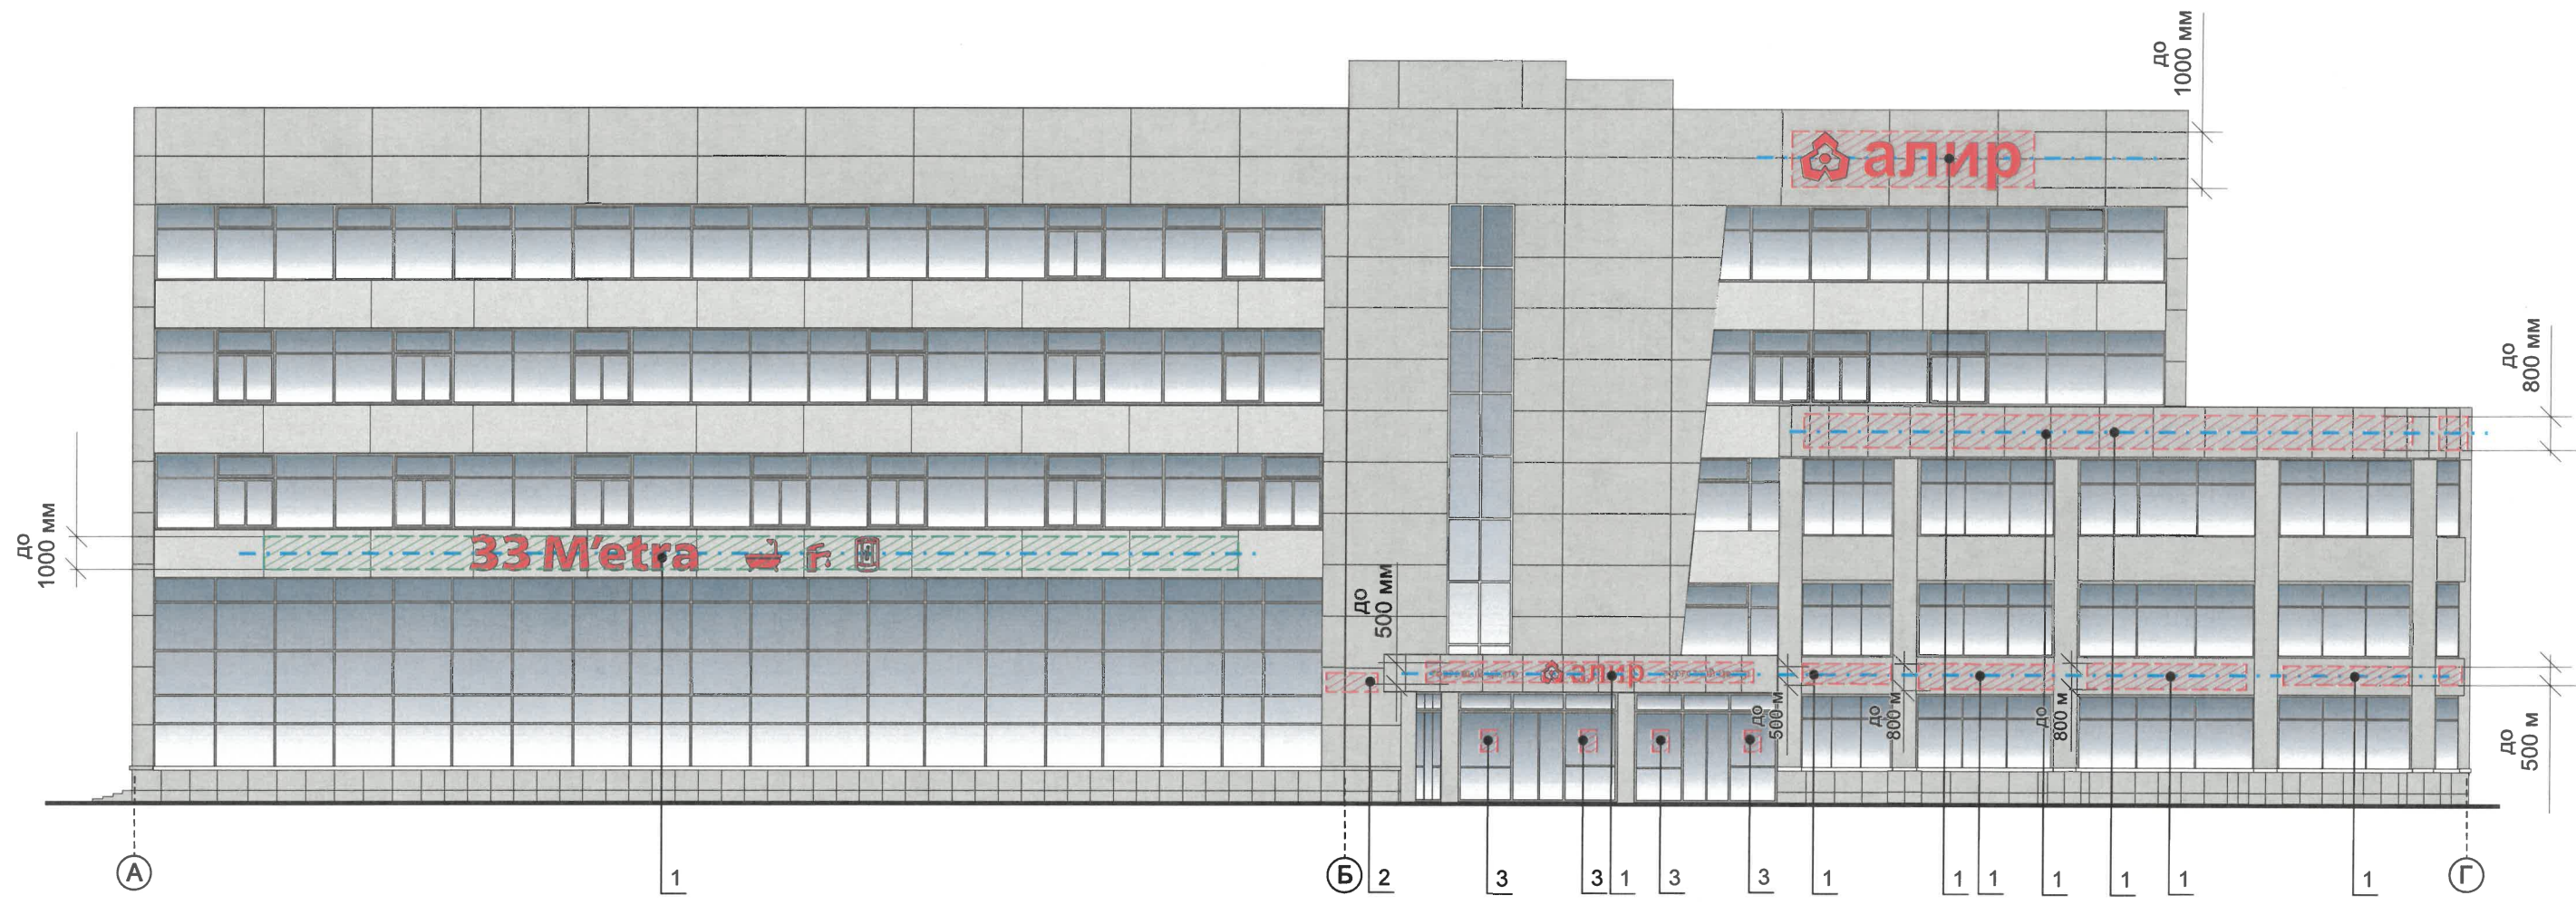 до
1000 мм
алир
до
800 мм
33 M'etra
до
1000 мм
до
500 мм
алир
до
500 м
до
800 м
до
800 м
до
500 м
А
1
Б
2
3
3
1
3
3
1
1
1
1
1
1
1
Г